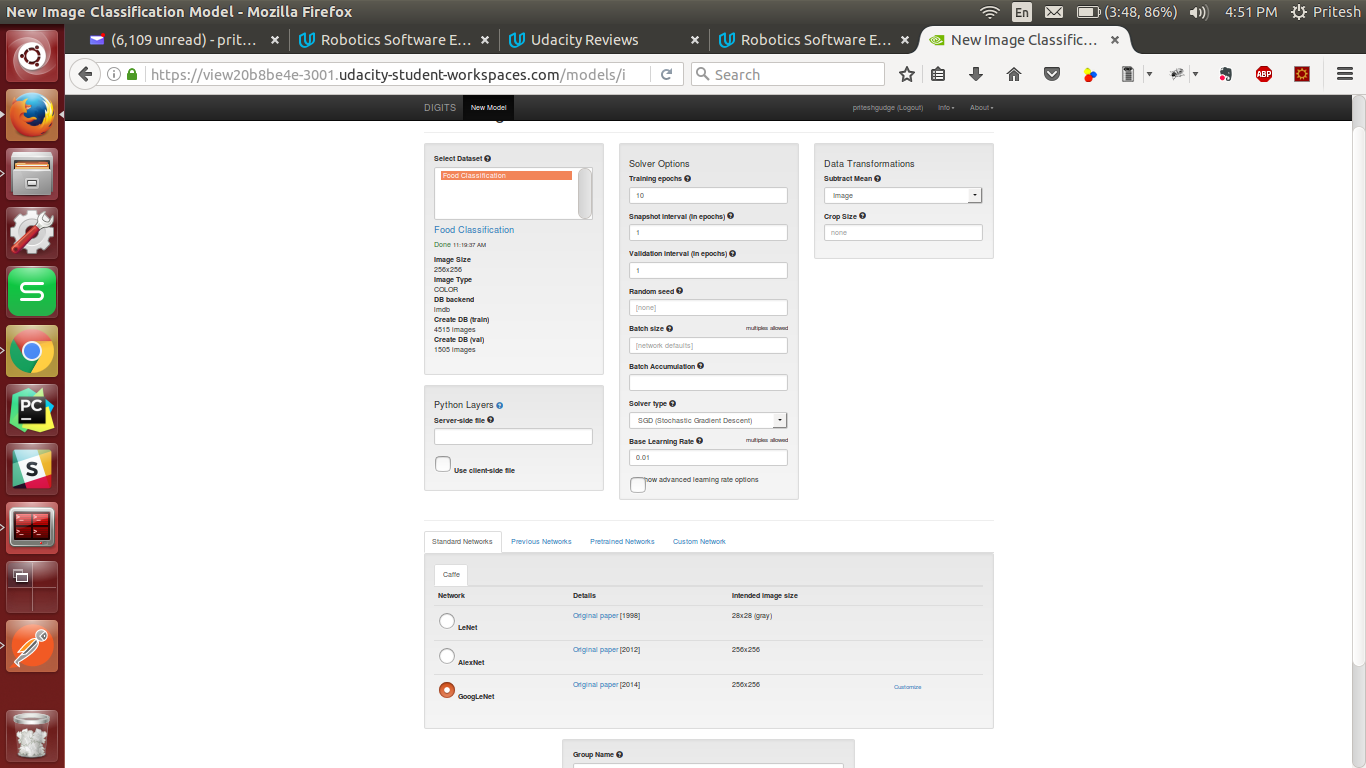 New Image Classification Model - Mozilla Firefox
En
(3:48, 86%)
4:51 PM
Pritesh
(6,109 unread) - prit...
Robotics Software E...
Udacity Reviews
Robotics Software E...
New Image Classific...
https://view20b8be4e-3001.udacity-student-workspaces.com/models/i
Search
ABP
DIGITS
New Model
priteshgudge (Logout)
Info
About
Select Dataset
Food Classification
Food Classification
Done 11:19:37 AM
Image Size
256x256
Image Type
COLOR
DB backend
lmdb
Create DB (train)
4515 images
Create DB (val)
1505 images
Python Layers
Server-side file
Use client-side file
Solver Options
Training epochs
10
Snapshot interval (in epochs)
1
Validation interval (in epochs)
1
Random seed
[none]
Batch size
multiples allowed
[network defaults]
Batch Accumulation
Solver type
SGD (Stochastic Gradient Descent)
Base Learning Rate
multiples allowed
0.01
how advanced learning rate options
Data Transformations
Subtract Mean
Image
Crop Size
none
Standard Networks
Previous Networks
Pretrained Networks
Custom Network
Caffe
Network Details Intended image size
LeNet Original paper [1998] 28x28 (gray)
AlexNet Original paper [2012] 256x256
GoogLeNet Original paper [2014] 256x256 Customize
Group Name
S
PC